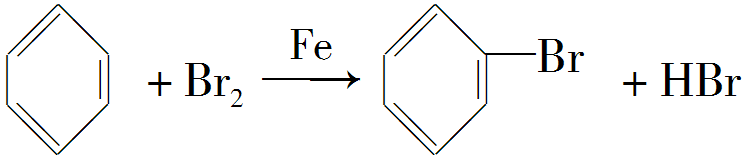 + Br₂ Fe ⟶ Br + HBr